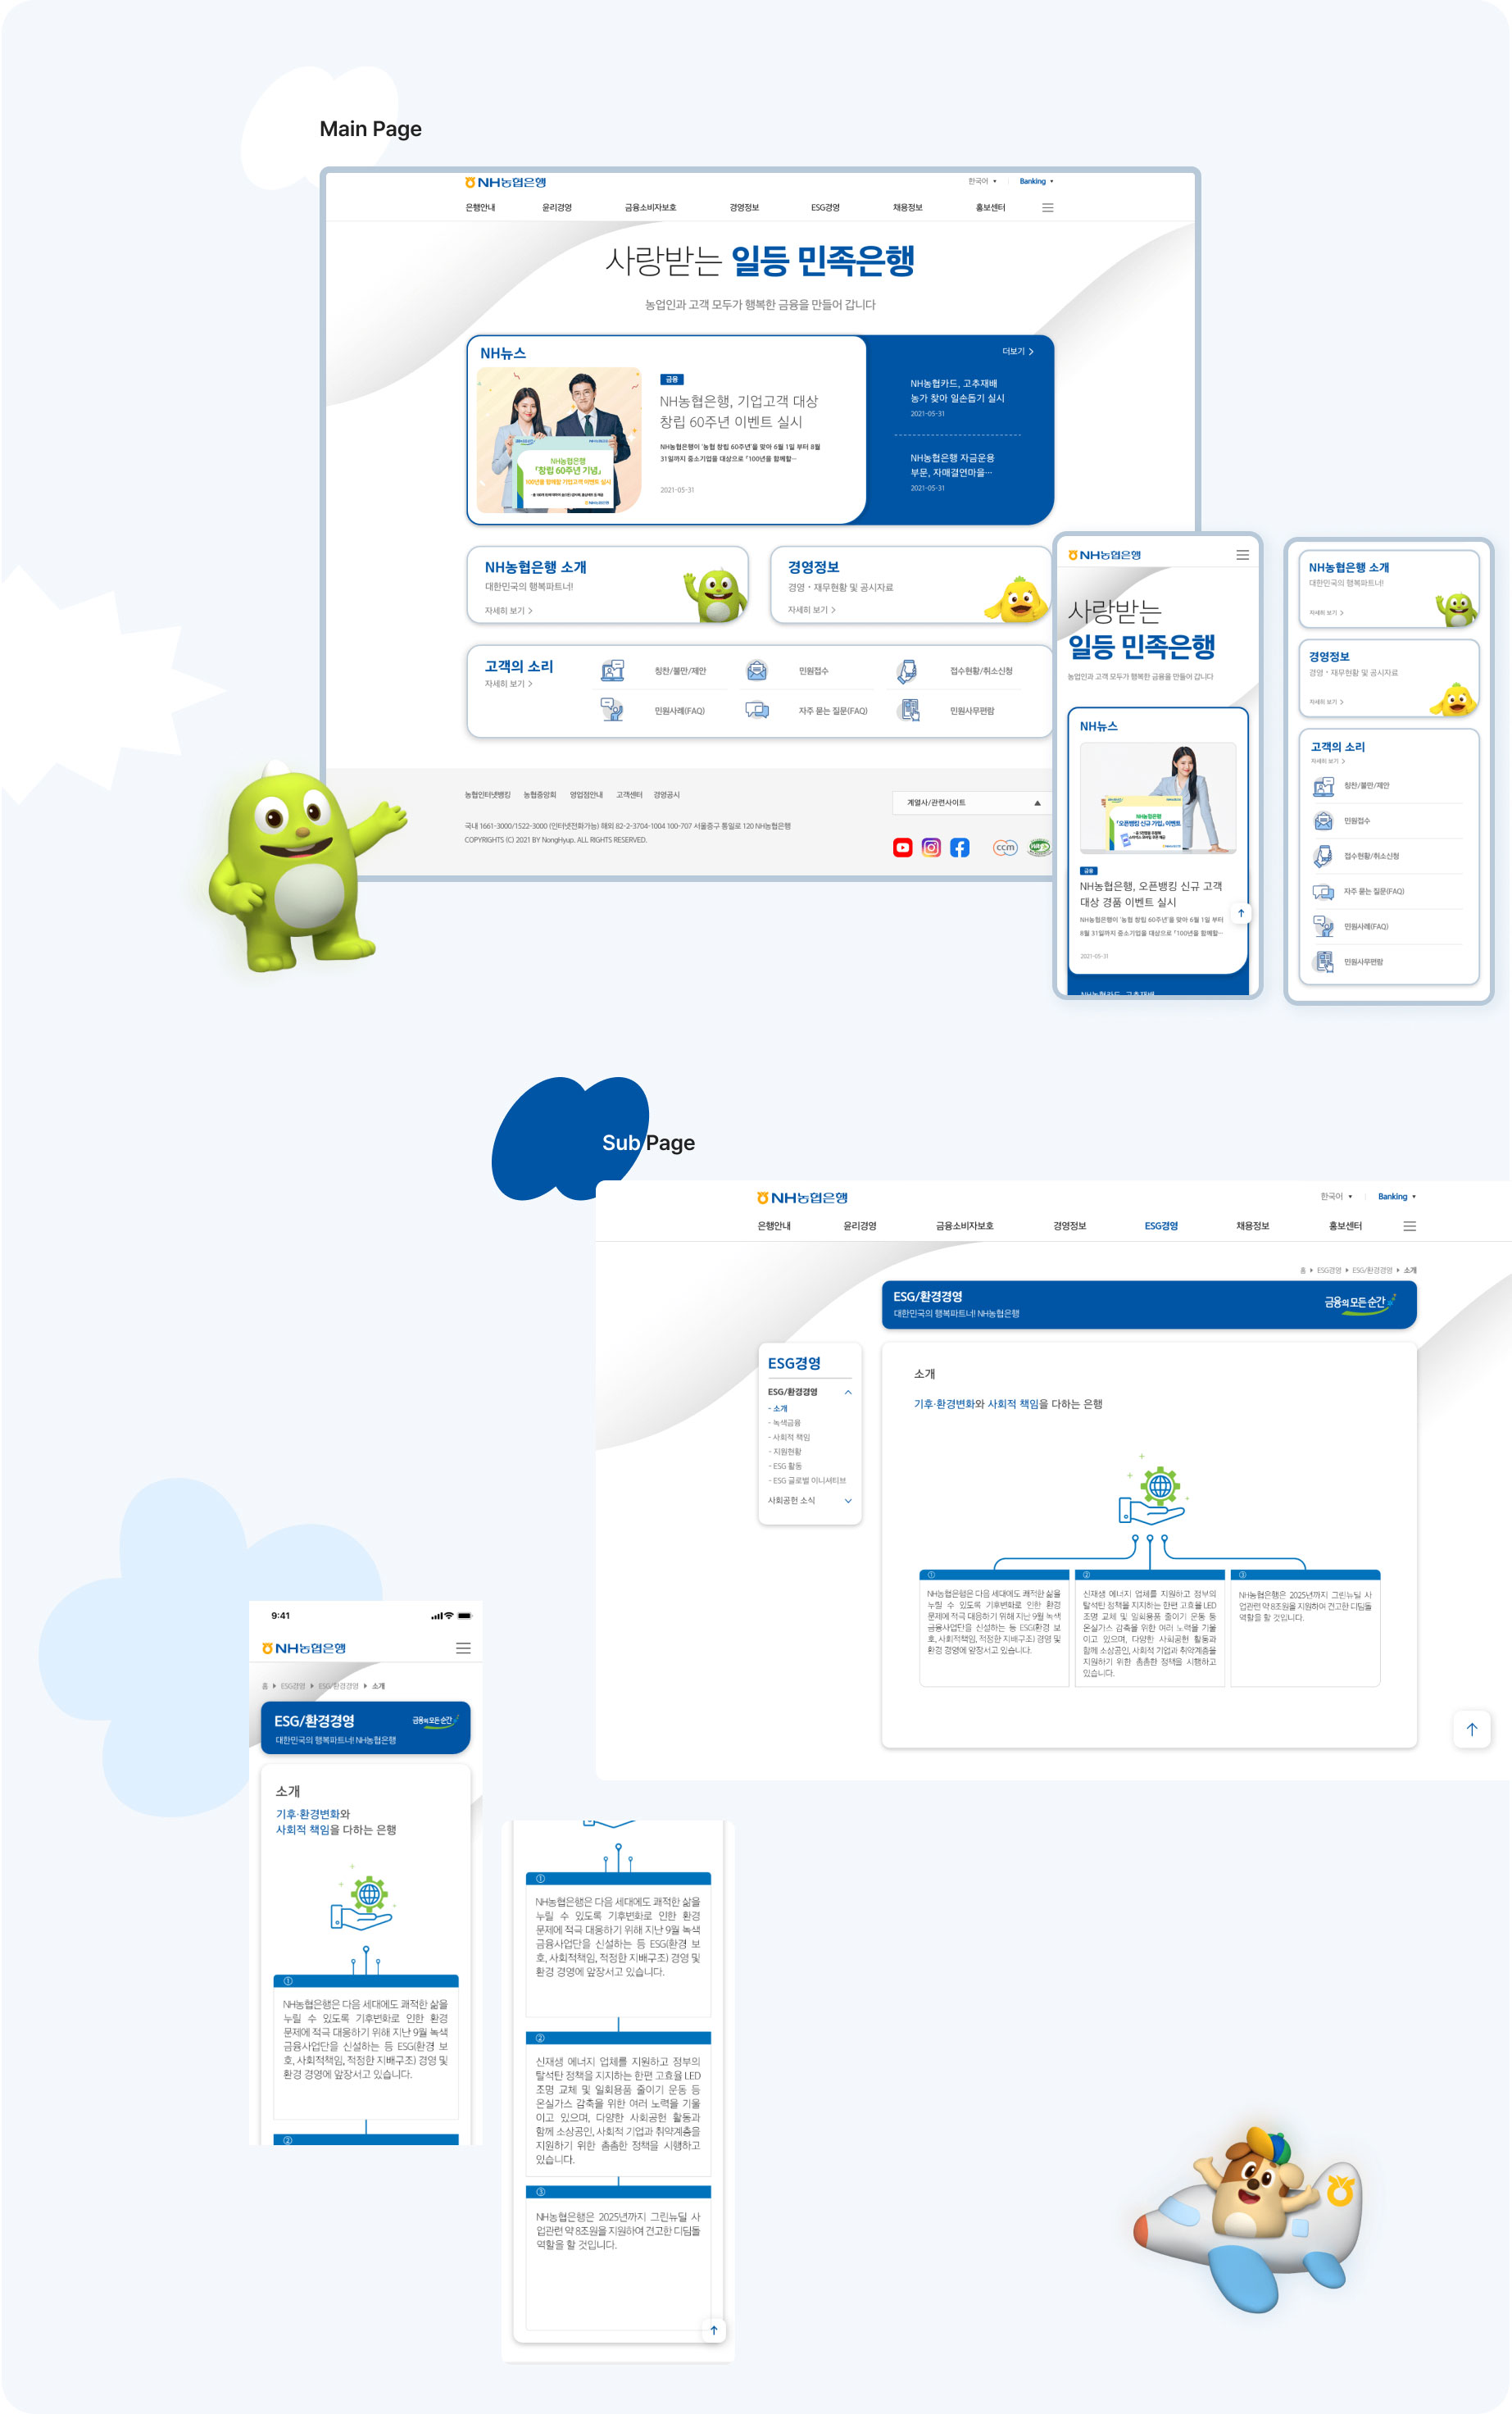 Main Page
NH농협은행
한국어
Banking
은행안내 윤리경영 금융소비자보호 경영정보 ESG경영 채용정보 홍보센터
사랑받는 일등 민족은행
농업인과 고객 모두가 행복한 금융을 만들어 갑니다
NH뉴스
NH농협은행
「창립 60주년 기념」
100년을 함께할 기업고객 이벤트 실시
금융
NH농협은행, 기업고객 대상
창립 60주년 이벤트 실시
NH농협은행이 '농협 창립 60주년'을 맞아 6월 1일 부터 8월
31일까지 중소기업을 대상으로 「100년을 함께할…
2021-05-31
더보기
NH농협카드, 고추재배
농가 찾아 일손돕기 실시
2021-05-31
NH농협은행 자금운용
부문, 자매결연마을…
2021-05-31
NH농협은행 소개
대한민국의 행복파트너!
자세히 보기
경영정보
경영・재무현황 및 공시자료
자세히 보기
고객의 소리
자세히 보기
칭찬/불만/제안
민원접수
접수현황/취소신청
민원사례(FAQ)
자주 묻는 질문(FAQ)
민원사무편람
농협인터넷뱅킹 농협중앙회 영업점안내 고객센터 경영공시
국내 1661-3000/1522-3000 (인터넷전화가능) 해외 82-2-3704-1004 100-707 서울중구 통일로 120 NH농협은행
COPYRIGHTS (C) 2021 BY NongHyup. ALL RIGHTS RESERVED.
계열사/관련사이트
ccm
NH농협은행
사랑받는
일등 민족은행
농업인과 고객 모두가 행복한 금융을 만들어 갑니다
NH뉴스
NH농협은행
「오픈뱅킹 신규 가입」 이벤트
금융
NH농협은행, 오픈뱅킹 신규 고객
대상 경품 이벤트 실시
NH농협은행이 '농협 창립 60주년'을 맞아 6월 1일 부터
8월 31일까지 중소기업을 대상으로 「100년을 함께할…
2021-05-31
NH농협카드, 고추재배
NH농협은행 소개
대한민국의 행복파트너!
자세히 보기
경영정보
경영・재무현황 및 공시자료
자세히 보기
고객의 소리
자세히 보기
칭찬/불만/제안
민원접수
접수현황/취소신청
자주 묻는 질문(FAQ)
민원사례(FAQ)
민원사무편람
Sub Page
NH농협은행
한국어
Banking
은행안내 윤리경영 금융소비자보호 경영정보 ESG경영 채용정보 홍보센터
홈 ESG경영 ESG/환경경영 소개
ESG/환경경영
대한민국의 행복파트너! NH농협은행
금융의 모든 순간
ESG경영
ESG/환경경영
- 소개
- 녹색금융
- 사회적 책임
- 지원현황
- ESG 활동
- ESG 글로벌 이니셔티브
사회공헌 소식
소개
기후·환경변화와 사회적 책임을 다하는 은행
①
NH농협은행은 다음 세대에도 쾌적한 삶을
누릴 수 있도록 기후변화로 인한 환경
문제에 적극 대응하기 위해 지난 9월 녹색
금융사업단을 신설하는 등 ESG(환경 보
호, 사회적책임, 적정한 지배구조) 경영 및
환경 경영에 앞장서고 있습니다.
②
신재생 에너지 업체를 지원하고 정부의
탈석탄 정책을 지지하는 한편 고효율 LED
조명 교체 및 일회용품 줄이기 운동 등
온실가스 감축을 위한 여러 노력을 기울
이고 있으며, 다양한 사회공헌 활동과
함께 소상공인, 사회적 기업과 취약계층을
지원하기 위한 촘촘한 정책을 시행하고
있습니다.
③
NH농협은행은 2025년까지 그린뉴딜 사
업관련 약 8조원을 지원하여 견고한 디딤돌
역할을 할 것입니다.
9:41
NH농협은행
홈 ESG경영 ESG/환경경영 소개
ESG/환경경영
대한민국의 행복파트너! NH농협은행
금융의 모든 순간
소개
기후·환경변화와
사회적 책임을 다하는 은행
①
NH농협은행은 다음 세대에도 쾌적한 삶을
누릴 수 있도록 기후변화로 인한 환경
문제에 적극 대응하기 위해 지난 9월 녹색
금융사업단을 신설하는 등 ESG(환경 보
호, 사회적책임, 적정한 지배구조) 경영 및
환경 경영에 앞장서고 있습니다.
②
①
NH농협은행은 다음 세대에도 쾌적한 삶을
누릴 수 있도록 기후변화로 인한 환경
문제에 적극 대응하기 위해 지난 9월 녹색
금융사업단을 신설하는 등 ESG(환경 보
호, 사회적책임, 적정한 지배구조) 경영 및
환경 경영에 앞장서고 있습니다.
②
신재생 에너지 업체를 지원하고 정부의
탈석탄 정책을 지지하는 한편 고효율 LED
조명 교체 및 일회용품 줄이기 운동 등
온실가스 감축을 위한 여러 노력을 기울
이고 있으며, 다양한 사회공헌 활동과
함께 소상공인, 사회적 기업과 취약계층을
지원하기 위한 촘촘한 정책을 시행하고
있습니다.
③
NH농협은행은 2025년까지 그린뉴딜 사
업관련 약 8조원을 지원하여 견고한 디딤돌
역할을 할 것입니다.